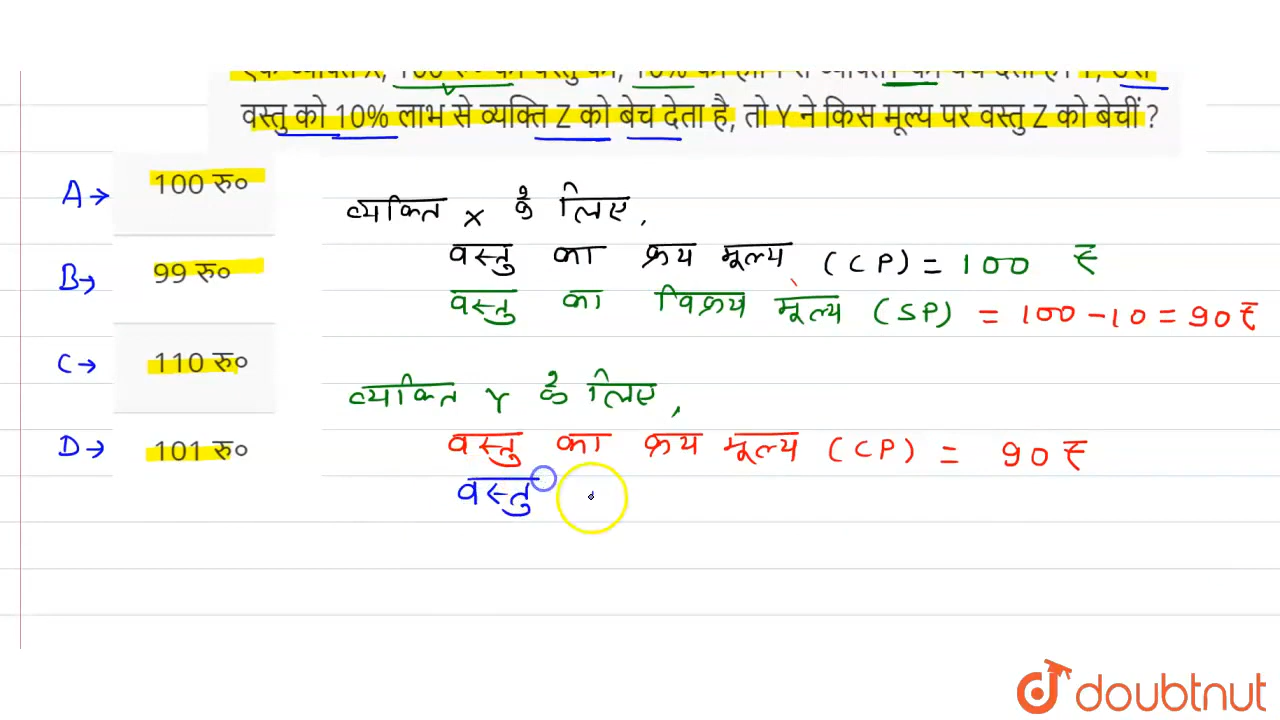 वस्तु को 10% लाभ से व्यक्ति Z को बेच देता है, तो Y ने किस मूल्य पर वस्तु Z को बेचीं ?
A→ 100 रु०
B→ 99 रु०
C→ 110 रु०
D→ 101 रु०
व्यक्ति X के लिए,
वस्तु का क्रय मूल्य (CP) = 100 ₹
वस्तु का विक्रय मूल्य (SP) = 100 - 10 = 90 ₹
व्यक्ति Y के लिए,
वस्तु का क्रय मूल्य (CP) = 90 ₹
वस्तु
doubtnut